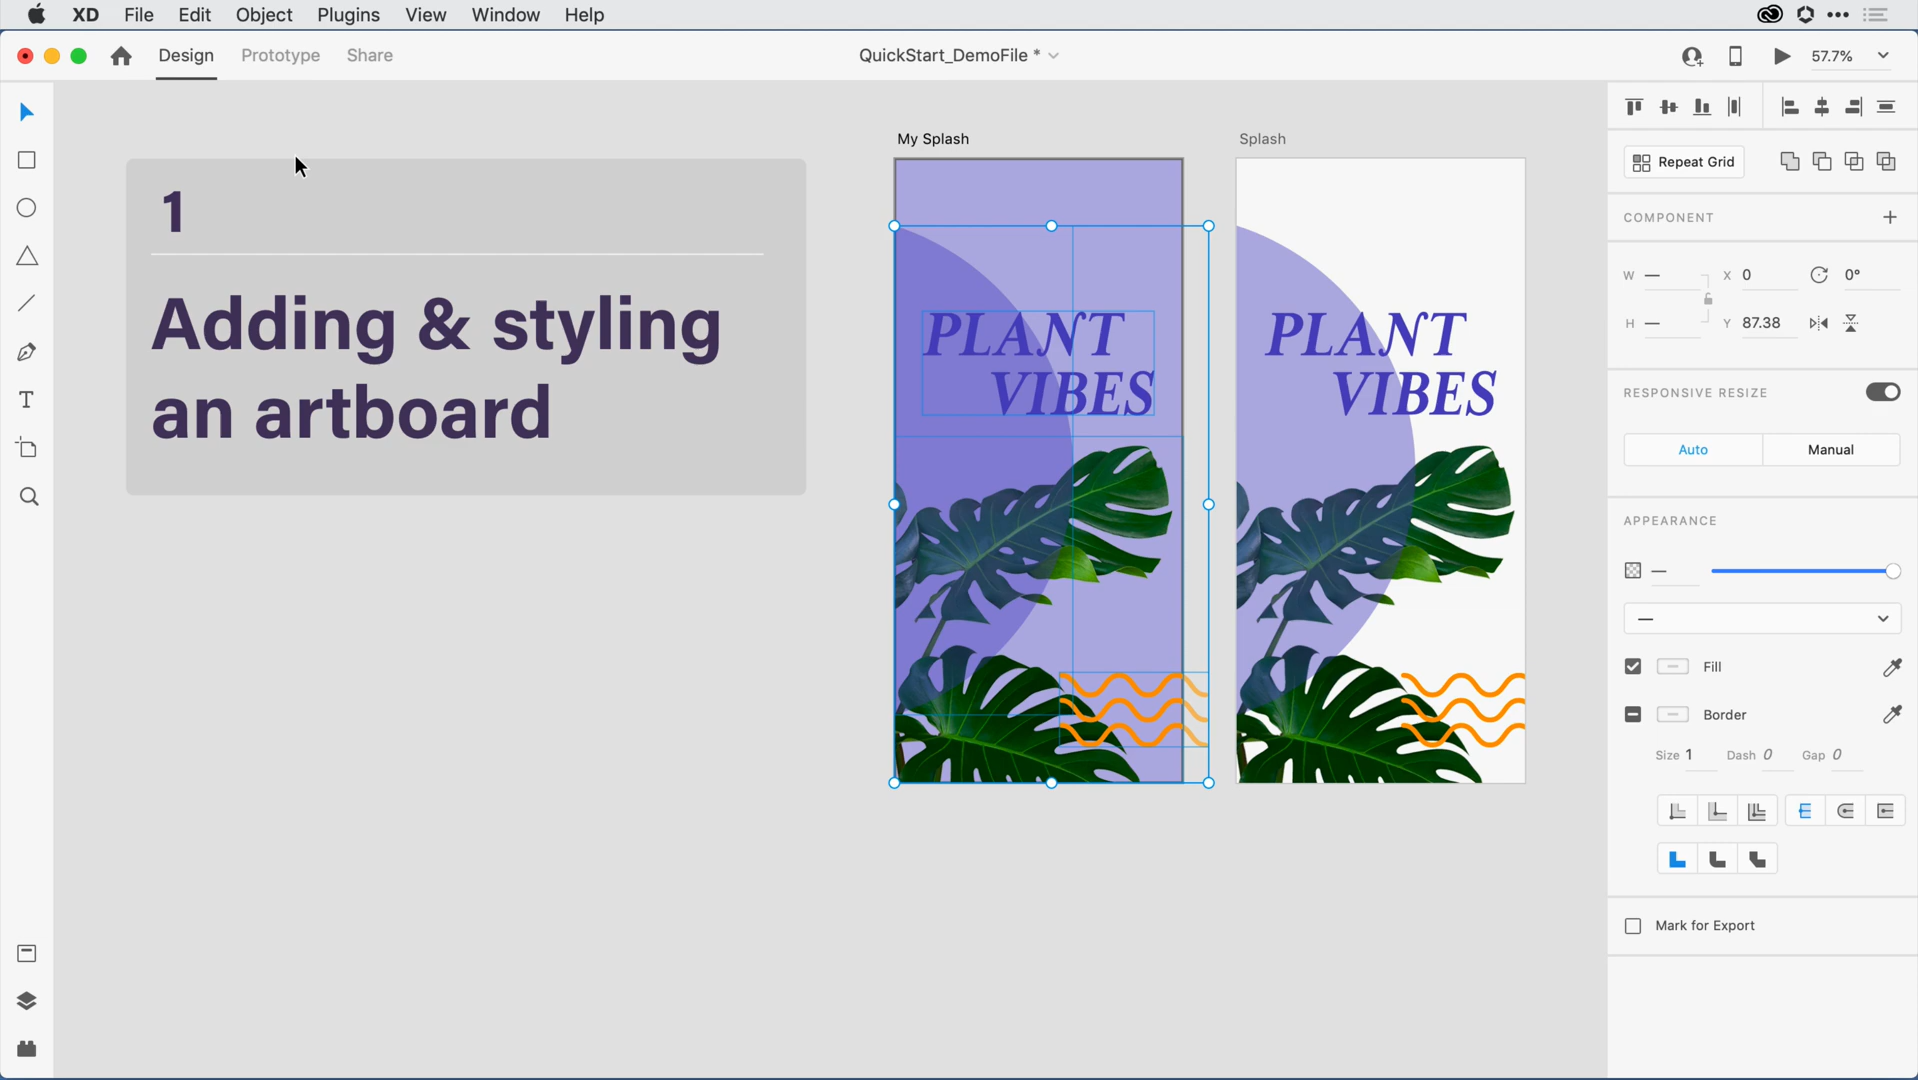 XD File Edit Object Plugins View Window Help
Design Prototype Share
QuickStart_DemoFile *
57.7%
1
Adding & styling
an artboard
My Splash
PLANT
VIBES
Splash
PLANT
VIBES
Repeat Grid
COMPONENT
W — X 0 0°
H — Y 87.38
RESPONSIVE RESIZE
Auto Manual
APPEARANCE
—
—
Fill
Border
Size 1 Dash 0 Gap 0
Mark for Export